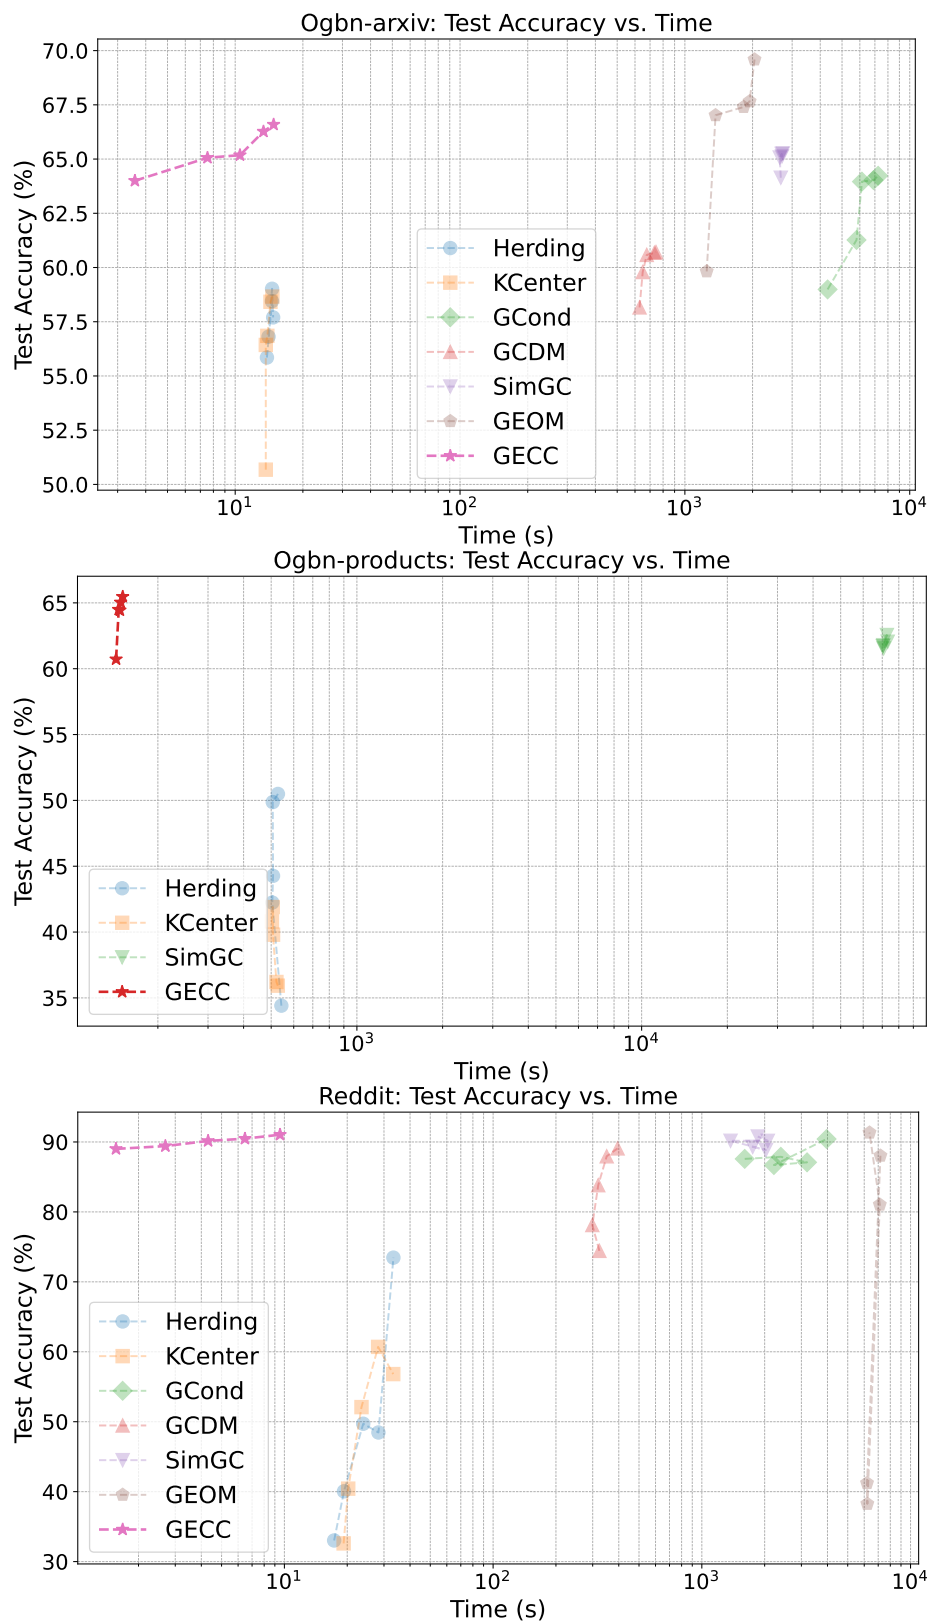 Ogbn-arxiv: Test Accuracy vs. Time
Test Accuracy (%)
70.0
67.5
65.0
62.5
60.0
57.5
55.0
52.5
50.0
Herding
KCenter
GCond
GCDM
SimGC
GEOM
GECC
10¹ 10² 10³ 10⁴
Time (s)
Ogbn-products: Test Accuracy vs. Time
Test Accuracy (%)
65
60
55
50
45
40
35
Herding
KCenter
SimGC
GECC
10³ 10⁴
Time (s)
Reddit: Test Accuracy vs. Time
Test Accuracy (%)
90
80
70
60
50
40
30
Herding
KCenter
GCond
GCDM
SimGC
GEOM
GECC
10¹ 10² 10³ 10⁴
Time (s)